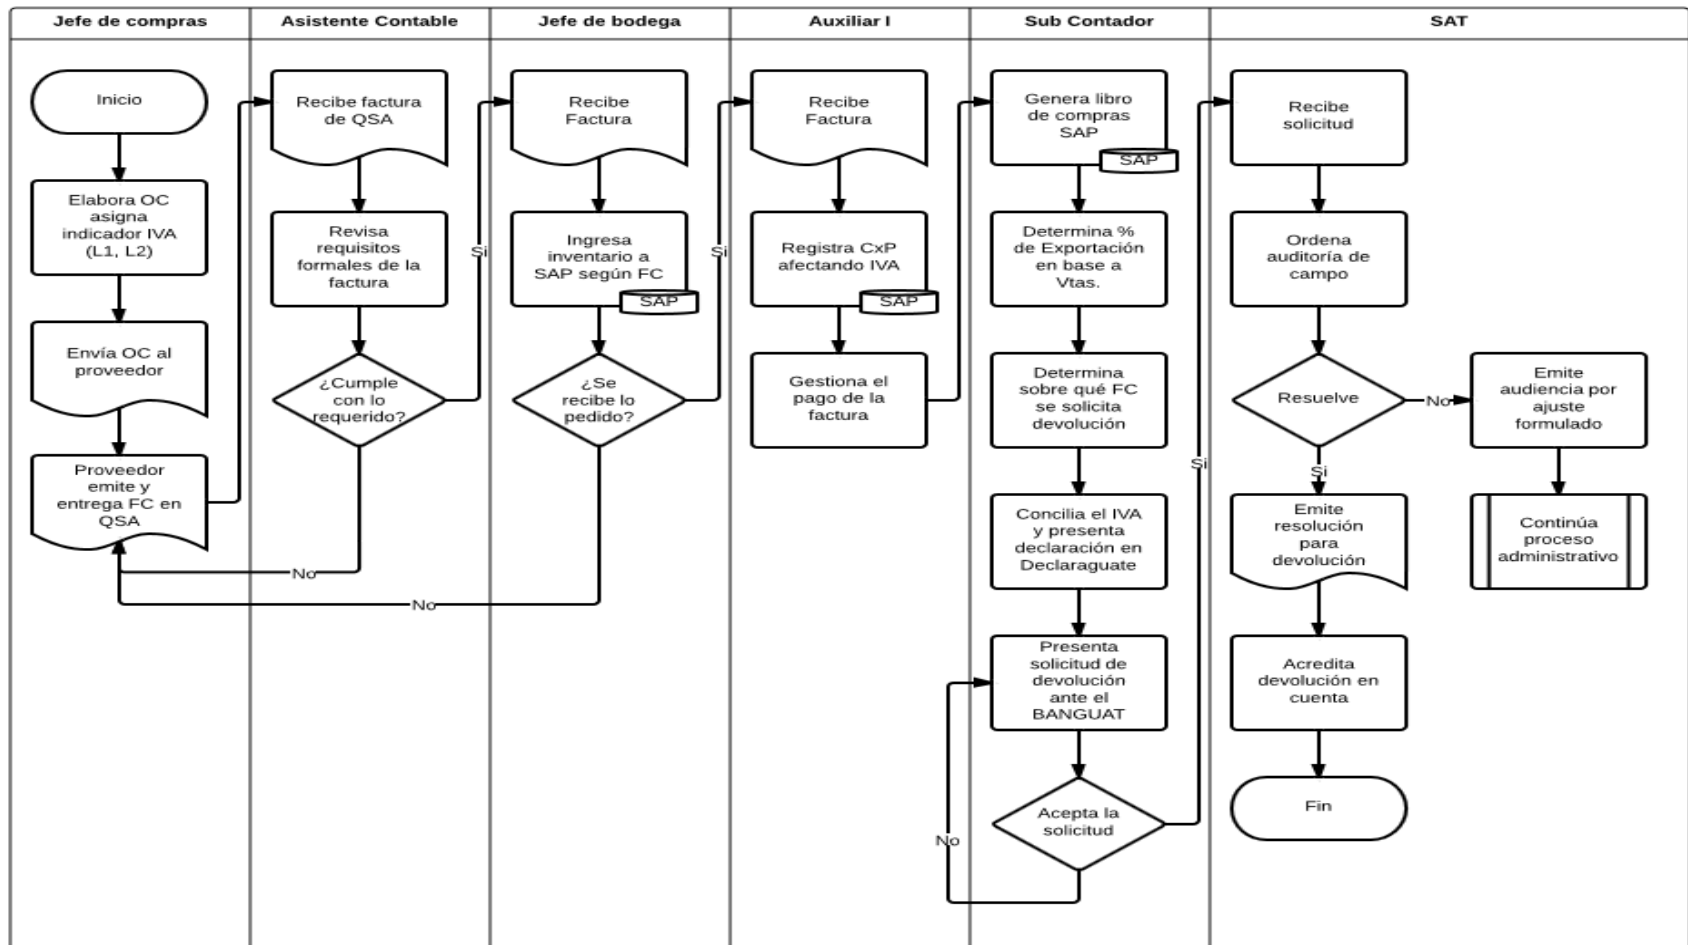 Jefe de compras
Asistente Contable
Jefe de bodega
Auxiliar I
Sub Contador
SAT
Inicio
Elabora OC
asigna
indicador IVA
(L1, L2)
Envía OC al
proveedor
Proveedor
emite y
entrega FC en
QSA
Recibe factura
de QSA
Revisa
requisitos
formales de la
factura
¿Cumple
con lo
requerido?
Si
No
Recibe
Factura
Ingresa
inventario a
SAP según FC
SAP
¿Se
recibe lo
pedido?
Si
No
Recibe
Factura
Registra CxP
afectando IVA
SAP
Gestiona el
pago de la
factura
Genera libro
de compras
SAP
SAP
Determina %
de Exportación
en base a
Vtas.
Determina
sobre qué FC
se solicita
devolución
Concilia el IVA
y presenta
declaración en
Declaraguate
Presenta
solicitud de
devolución
ante el
BANGUAT
Acepta la
solicitud
No
Si
Recibe
solicitud
Ordena
auditoría de
campo
Resuelve
No
Si
Emite
audiencia por
ajuste
formulado
Continúa
proceso
administrativo
Emite
resolución
para
devolución
Acredita
devolución en
cuenta
Fin